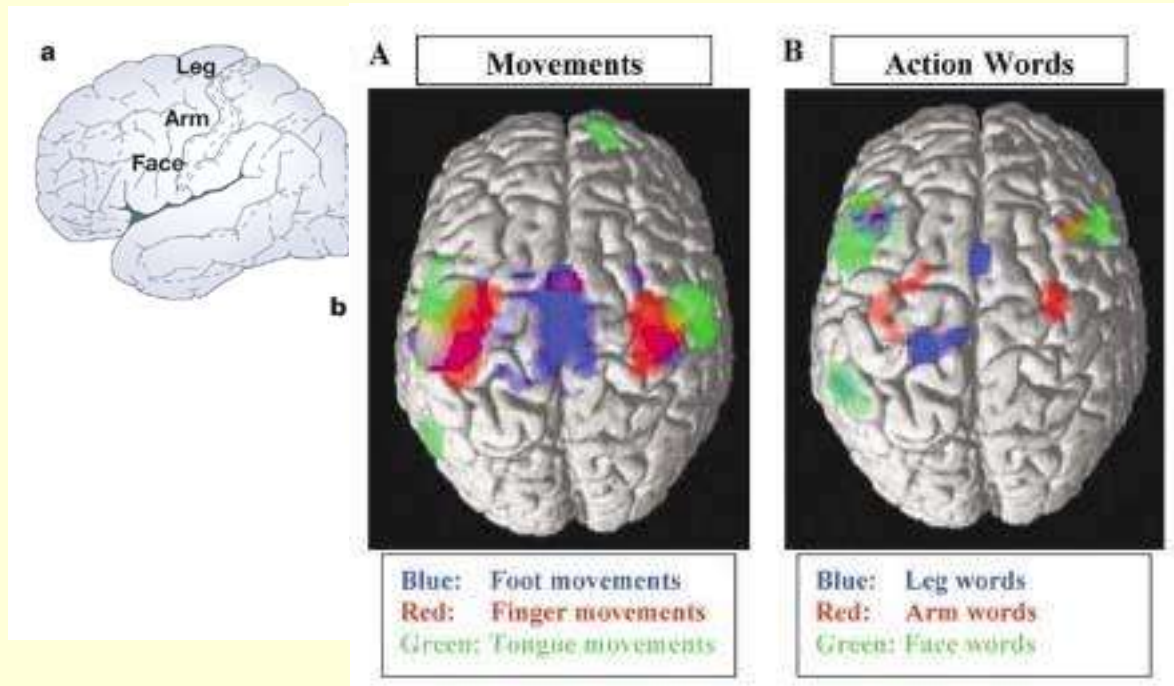 a
Leg
Arm
Face
b
A
Movements
Blue: Foot movements
Red: Finger movements
Green: Tongue movements
B
Action Words
Blue: Leg words
Red: Arm words
Green: Face words